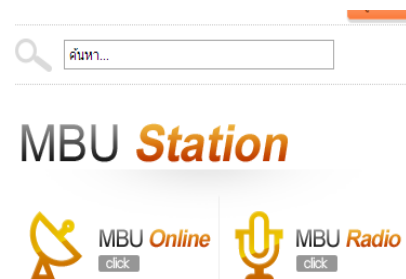 ค้นหา...
MBU Station
MBU Online
click
MBU Radio
click